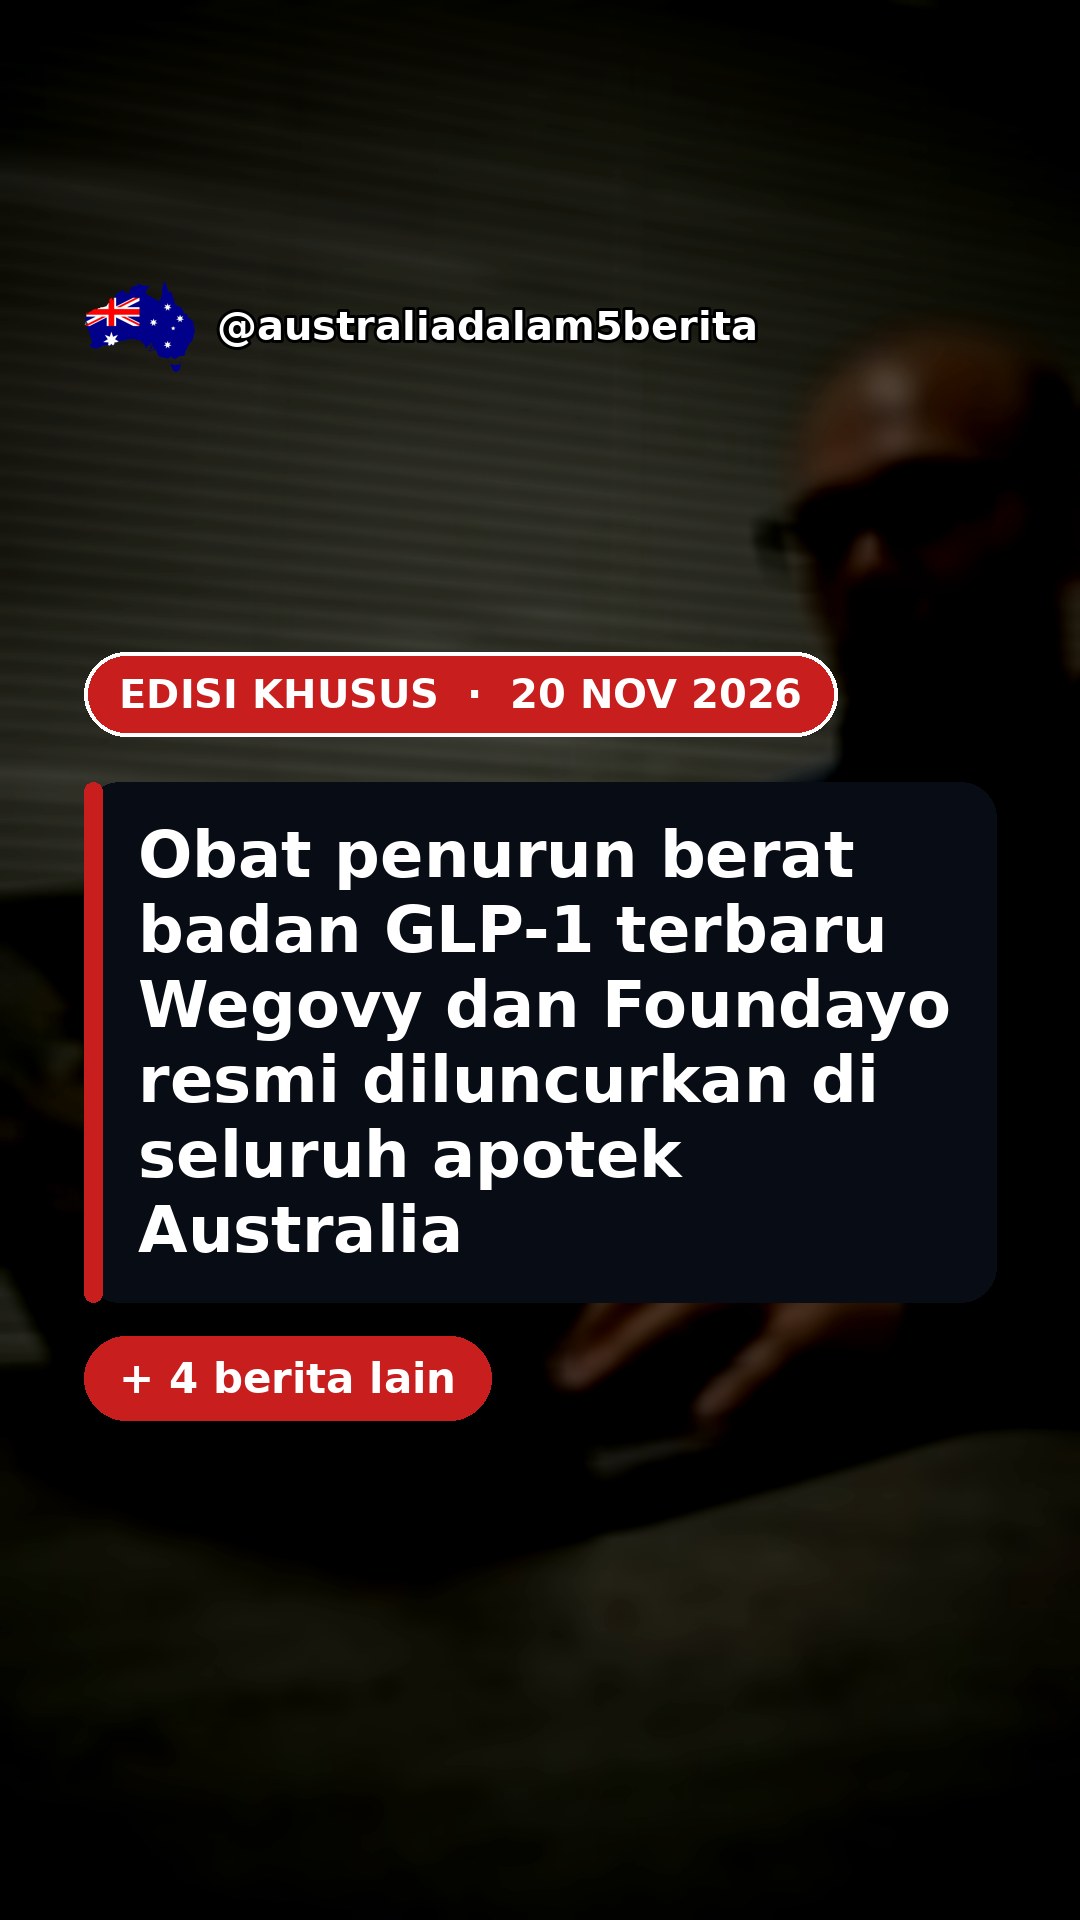 @australiadalam5berita
EDISI KHUSUS · 20 NOV 2026
Obat penurun berat
badan GLP-1 terbaru
Wegovy dan Foundayo
resmi diluncurkan di
seluruh apotek
Australia
+ 4 berita lain